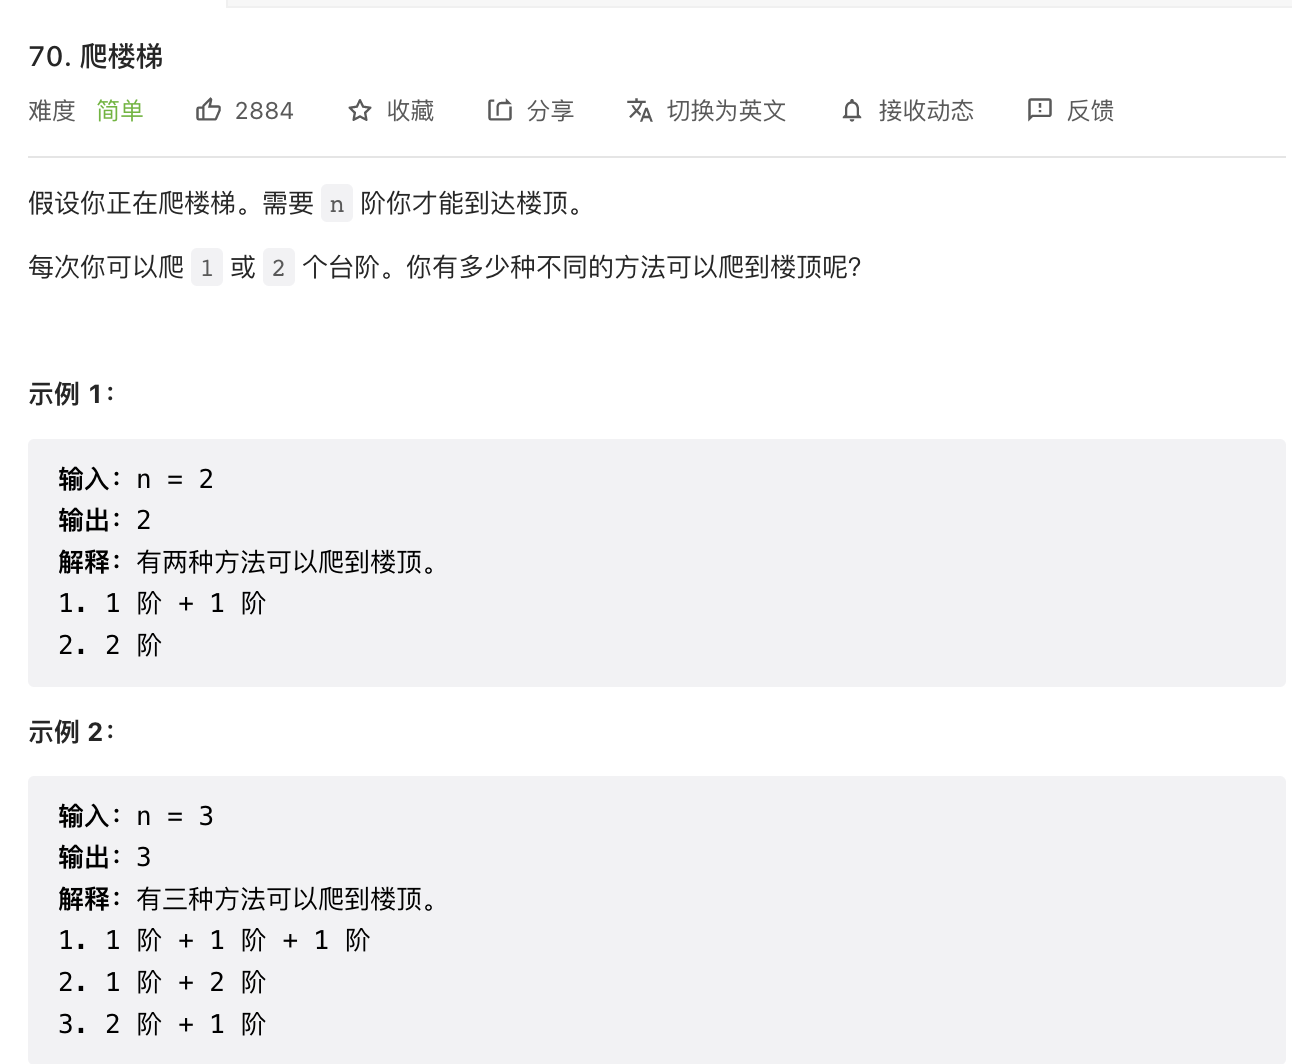 70. 爬楼梯
难度 简单 2884 收藏 分享 切换为英文 接收动态 反馈
假设你正在爬楼梯。需要 n 阶你才能到达楼顶。
每次你可以爬 1 或 2 个台阶。你有多少种不同的方法可以爬到楼顶呢?
示例 1:
输入: n = 2
输出: 2
解释: 有两种方法可以爬到楼顶。
1. 1 阶 + 1 阶
2. 2 阶
示例 2:
输入: n = 3
输出: 3
解释: 有三种方法可以爬到楼顶。
1. 1 阶 + 1 阶 + 1 阶
2. 1 阶 + 2 阶
3. 2 阶 + 1 阶